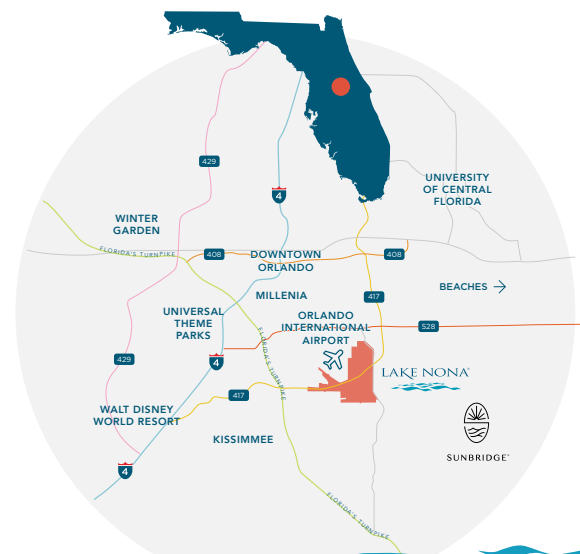 429
4
UNIVERSITY
OF CENTRAL
FLORIDA
WINTER
GARDEN
FLORIDA'S TURNPIKE
408
DOWNTOWN
ORLANDO
408
BEACHES
MILLENIA
417
UNIVERSAL
THEME
PARKS
ORLANDO
INTERNATIONAL
AIRPORT
528
FLORIDA'S TURNPIKE
429
4
LAKE NONA®
417
WALT DISNEY
WORLD RESORT
KISSIMMEE
SUNBRIDGE®
4
FLORIDA'S TURNPIKE